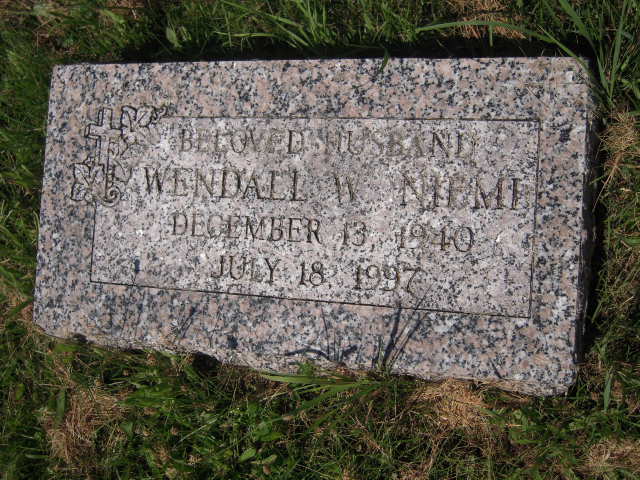 BELOVED HUSBAND
WENDALL W. NIEMI
DECEMBER 13, 1940
JULY 18, 1997